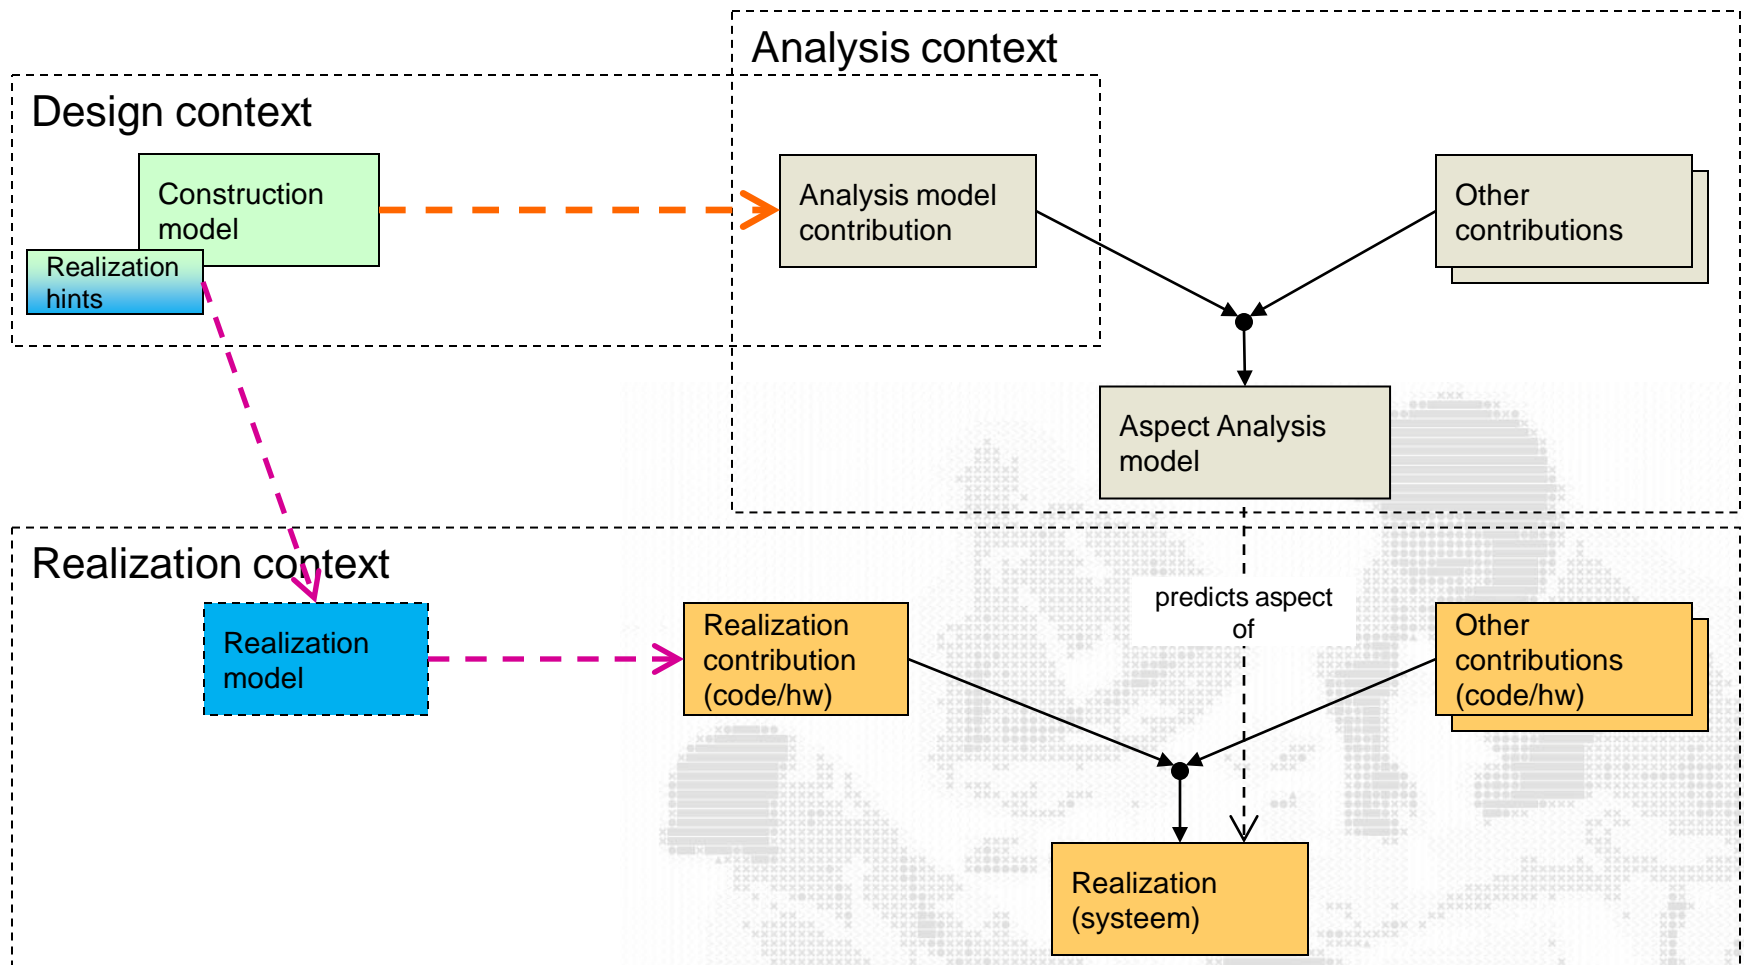 Analysis context
Design context
Construction
model
Analysis model
contribution
Other
contributions
Realization
hints
Aspect Analysis
model
Realization context
predicts aspect
of
Realization
model
Realization
contribution
(code/hw)
Other
contributions
(code/hw)
Realization
(systeem)